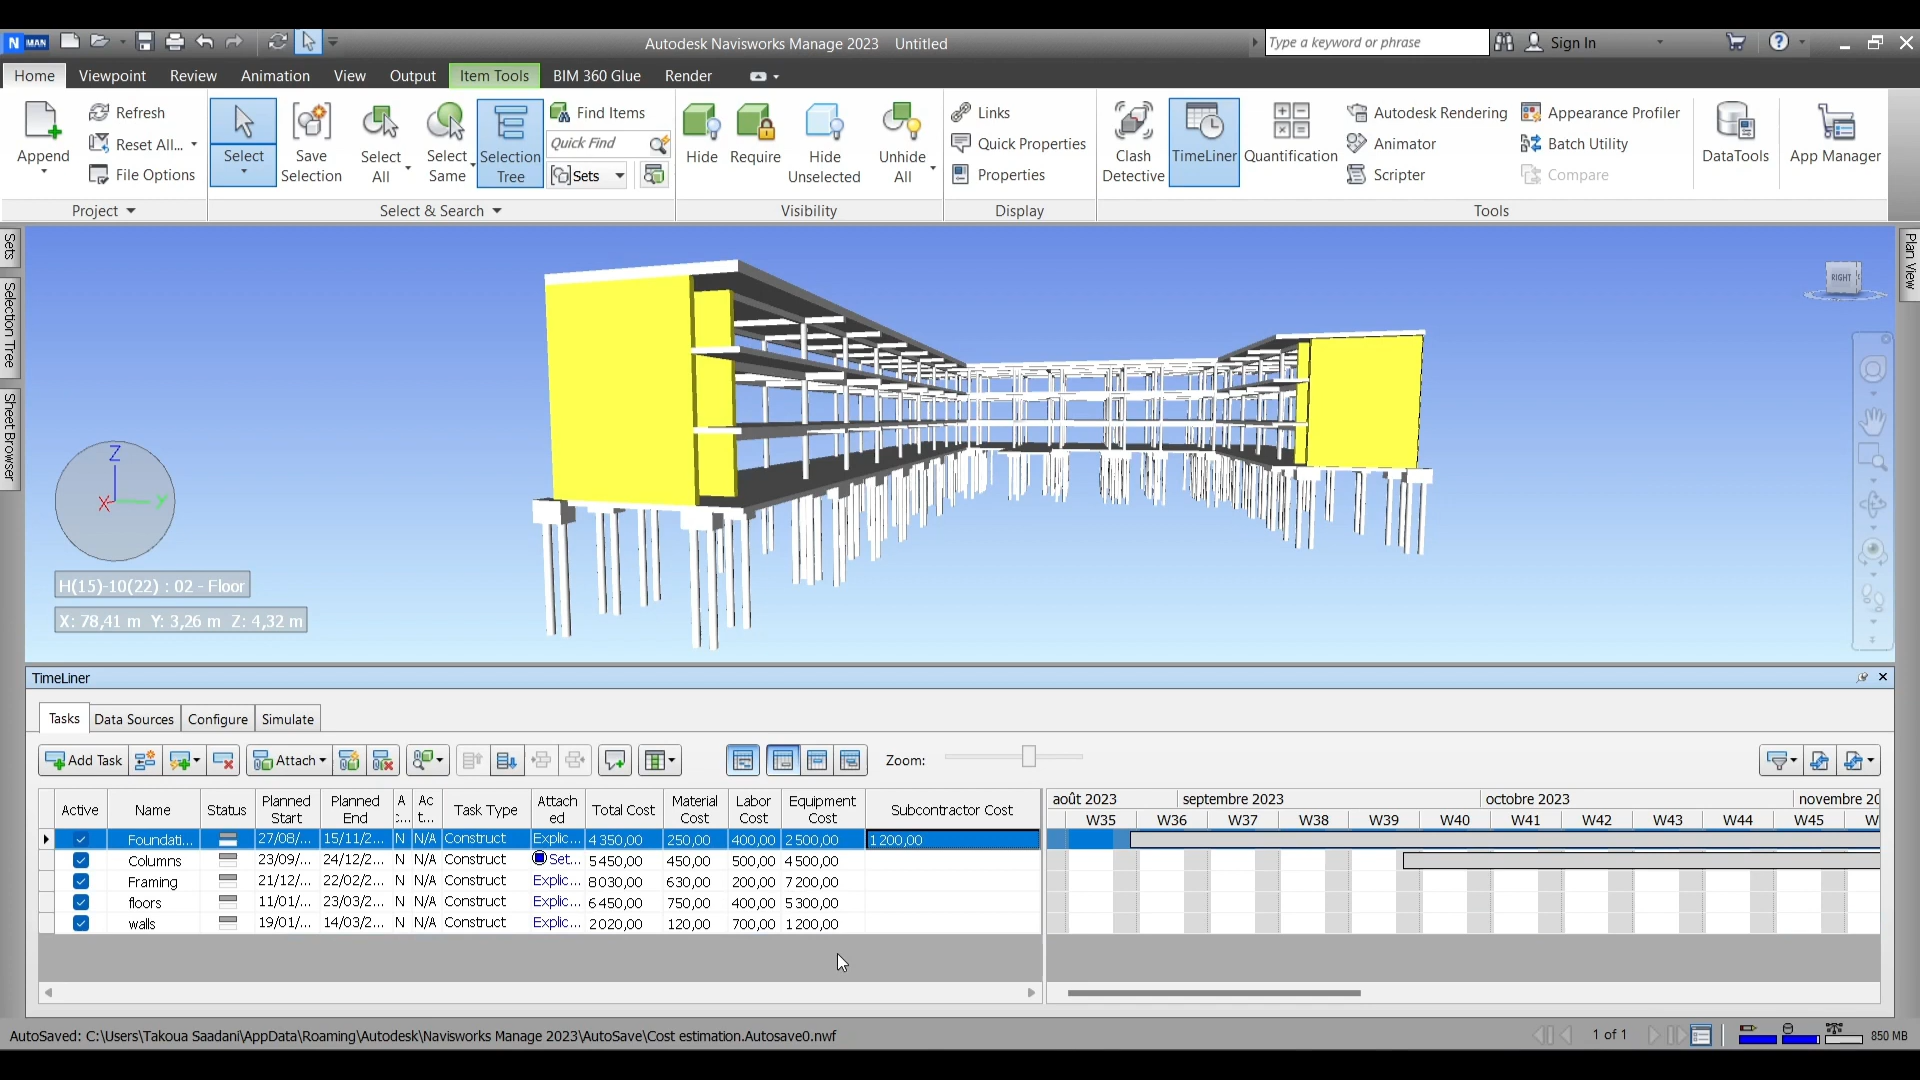 N MAN
Autodesk Navisworks Manage 2023 Untitled
Type a keyword or phrase
Sign In
Home Viewpoint Review Animation View Output Item Tools BIM 360 Glue Render
Append
Refresh
Reset All...
File Options
Project
Select
Save Selection
Select All
Select Same
Selection Tree
Find Items
Quick Find
Sets
Select & Search
Hide
Require
Hide Unselected
Unhide All
Visibility
Links
Quick Properties
Properties
Display
Clash Detective
TimeLiner
Quantification
Autodesk Rendering
Animator
Scripter
Appearance Profiler
Batch Utility
Compare
Tools
DataTools
App Manager
Sets
Selection Tree
Sheet Browser
Plan View
RIGHT
Z
X Y
H(15)-10(22) : 02 - Floor
X: 78,41 m Y: 3,26 m Z: 4,32 m
TimeLiner
Tasks Data Sources Configure Simulate
Add Task Attach Zoom:
Active Name Status Planned Start Planned End A :... Ac t... Task Type Attach ed Total Cost Material Cost Labor Cost Equipment Cost Subcontractor Cost
août 2023 septembre 2023 octobre 2023 novembre 20
W35 W36 W37 W38 W39 W40 W41 W42 W43 W44 W45 W
Foundati... 27/08/... 15/11/2... N N/A Construct Explic... 4 350,00 250,00 400,00 2 500,00 1 200,00
Columns 23/09/... 24/12/2... N N/A Construct Set... 5 450,00 450,00 500,00 4 500,00
Framing 21/12/... 22/02/2... N N/A Construct Explic... 8 030,00 630,00 200,00 7 200,00
floors 11/01/... 23/03/2... N N/A Construct Explic... 6 450,00 750,00 400,00 5 300,00
walls 19/01/... 14/03/2... N N/A Construct Explic... 2 020,00 120,00 700,00 1 200,00
AutoSaved: C:\Users\Takoua Saadani\AppData\Roaming\Autodesk\Navisworks Manage 2023\AutoSave\Cost estimation.Autosave0.nwf
1 of 1
850 MB